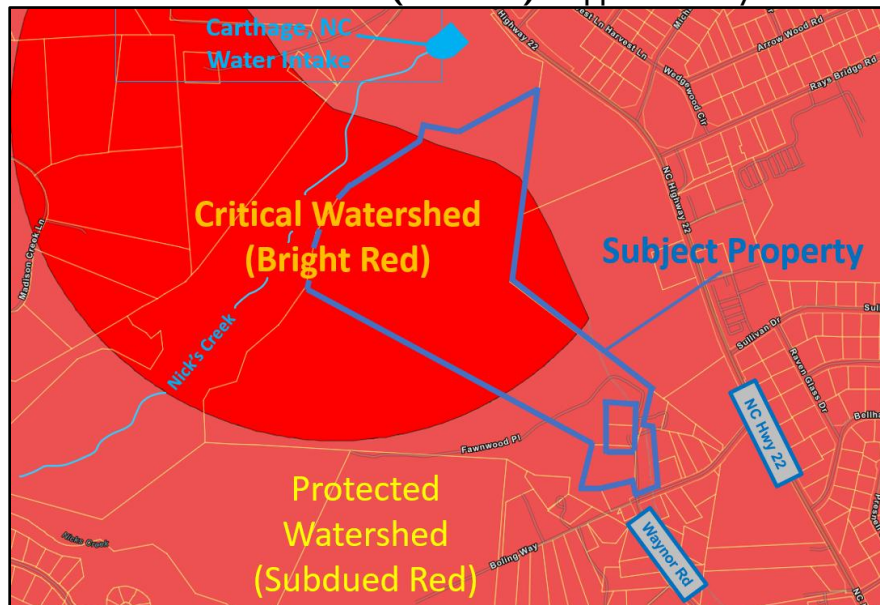 Carthage, NC
Water Intake
Highway 22
Harvest Ln
Wedgewood Cir
Arrow Wood Rd
Rays Bridge Rd
NC Highway 22
Critical Watershed
(Bright Red)
Subject Property
Madison Creek Ln
Nick's Creek
Sullivan Dr
Raven Glass Dr
NC Hwy 22
Fawnwood Pl
Protected
Watershed
(Subdued Red)
Nicks Creek
Boling Way
Waynor Rd